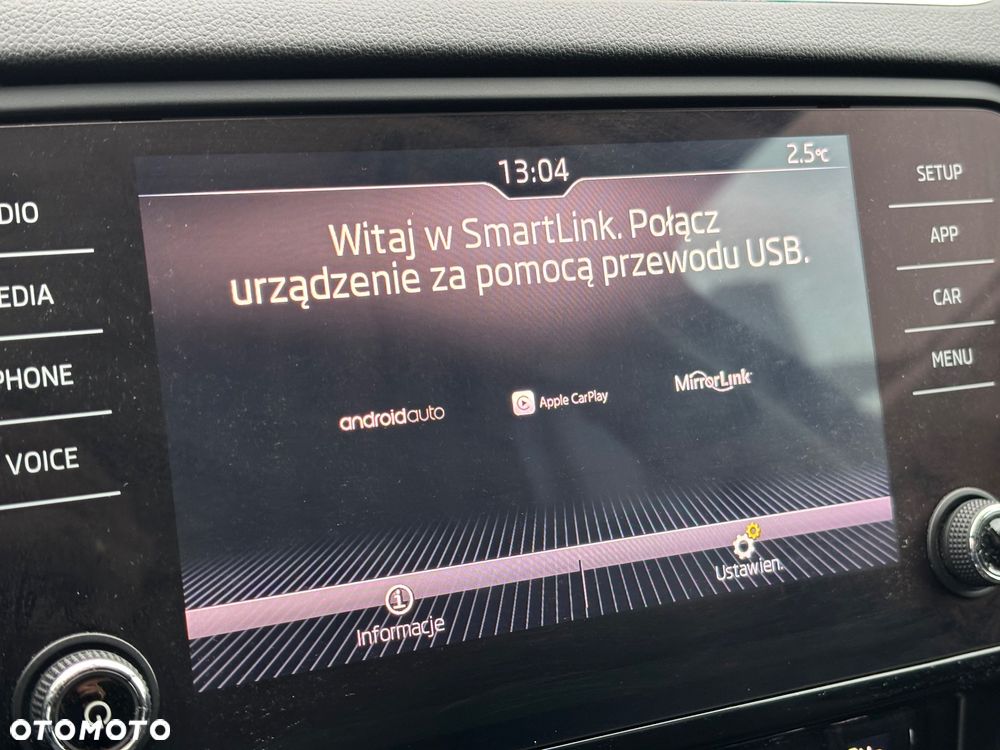 13:04
2.5°C
Witaj w SmartLink. Połącz
urządzenie za pomocą przewodu USB.
androidauto
Apple CarPlay
MirrorLink
Informacje
Ustawien.
DIO
EDIA
PHONE
VOICE
SETUP
APP
CAR
MENU
OTOMOTO